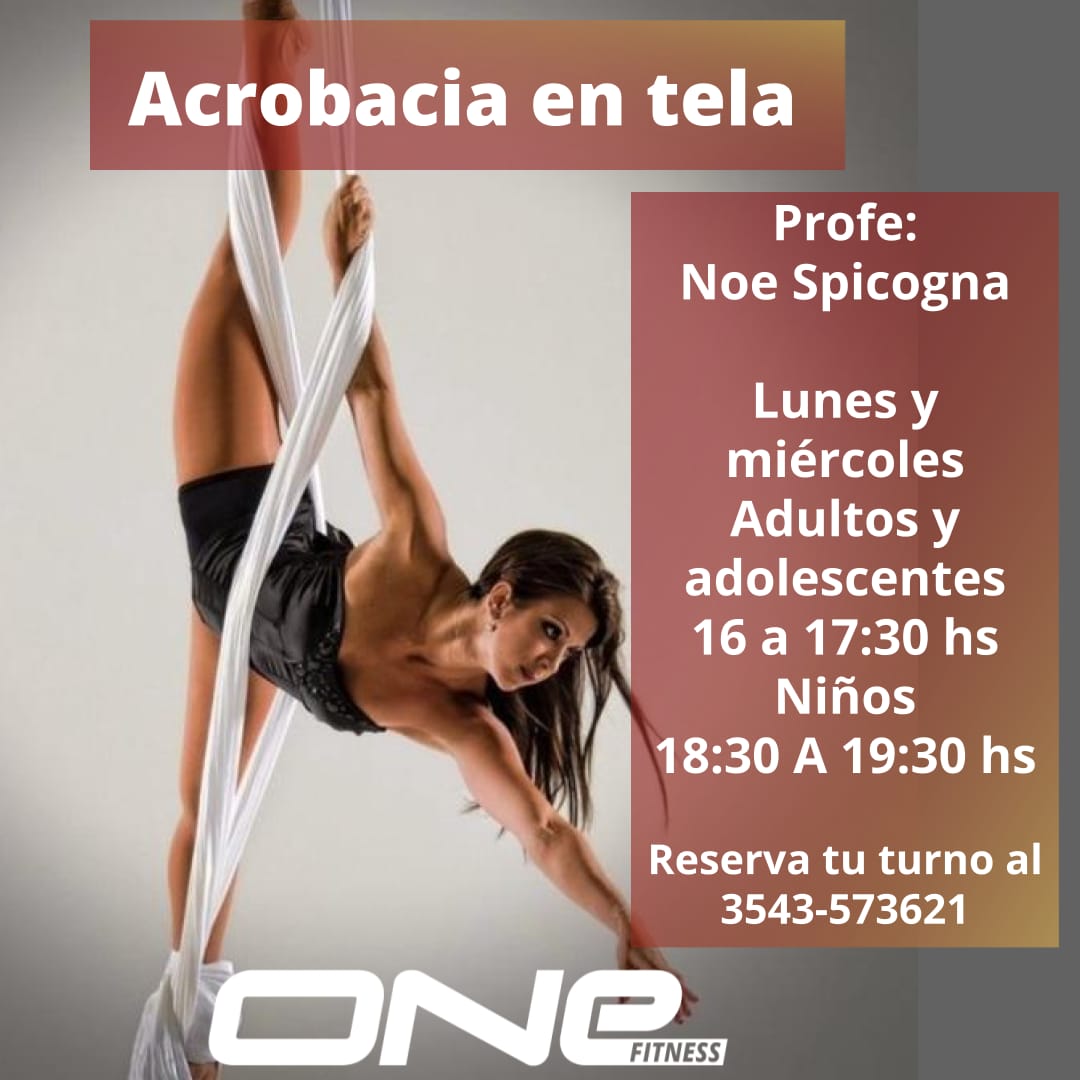 Acrobacia en tela
Profe:
Noe Spicogna
Lunes y
miércoles
Adultos y
adolescentes
16 a 17:30 hs
Niños
18:30 A 19:30 hs
Reserva tu turno al
3543-573621
ONe
FITNESS